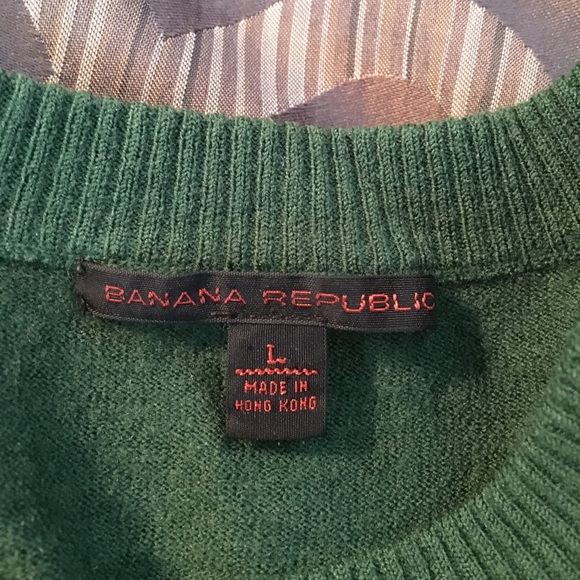 BANANA REPUBLIC
L
MADE IN
HONG KONG